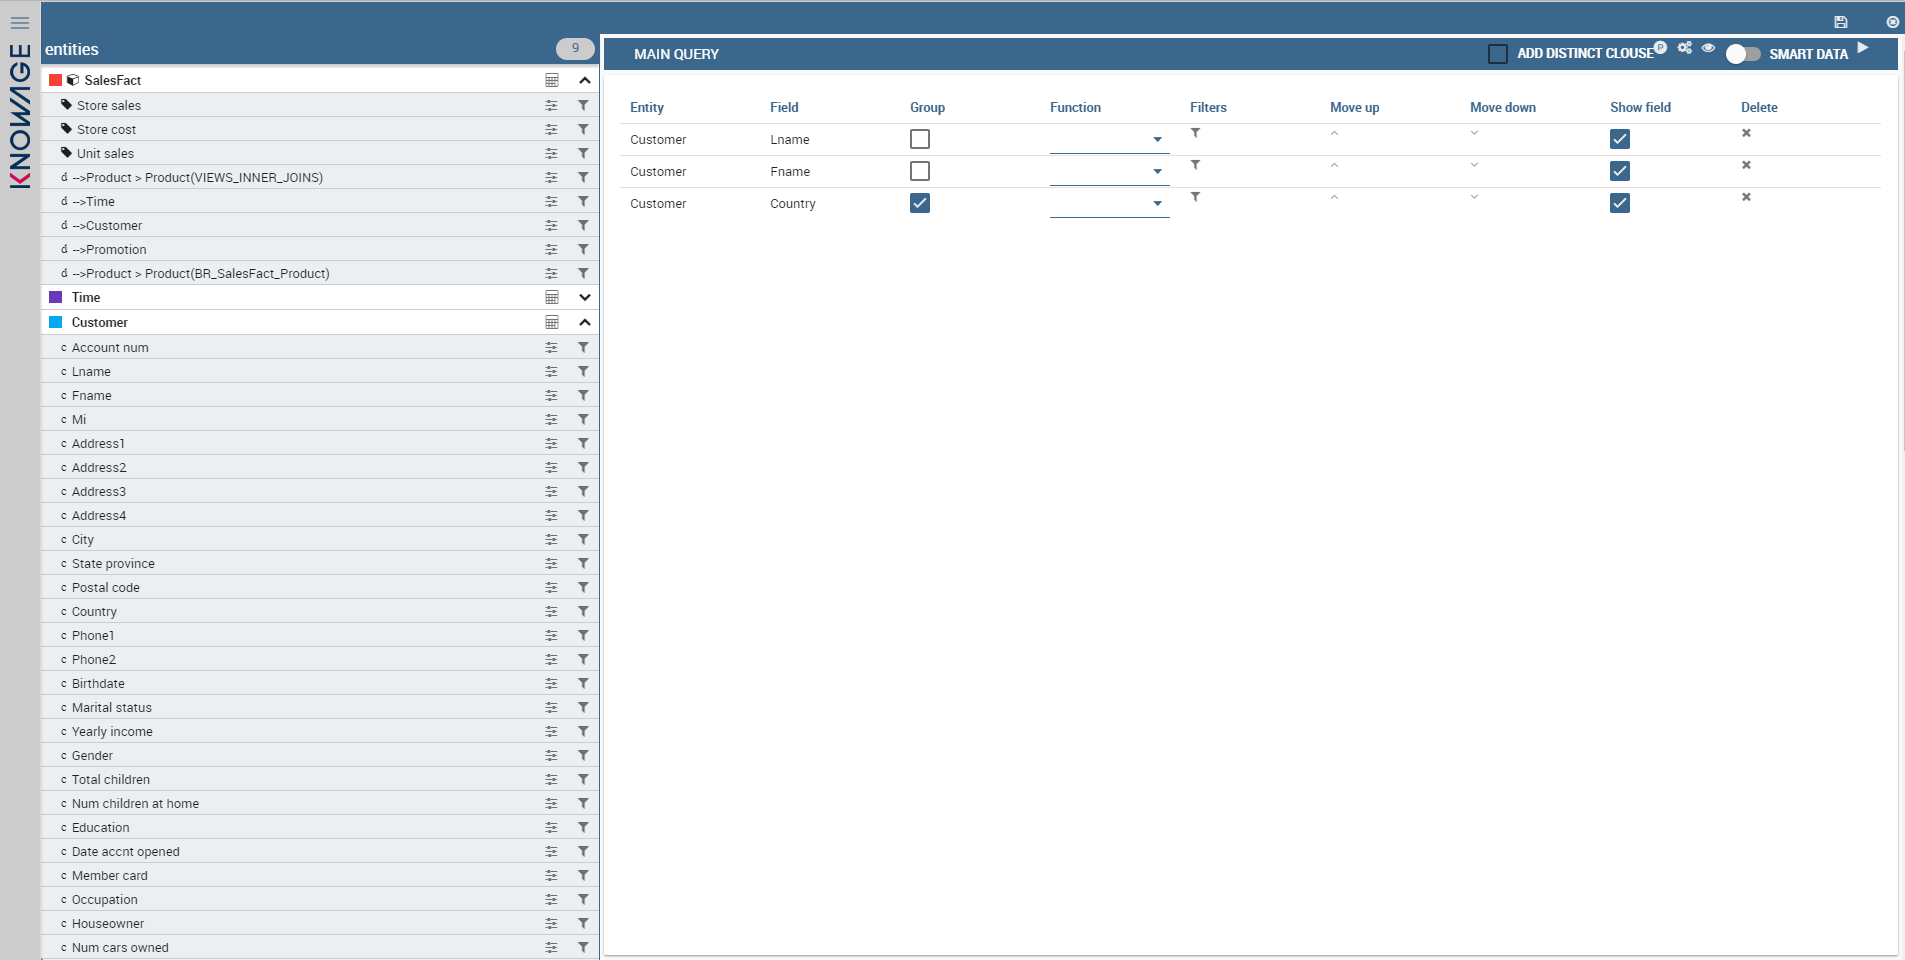 KNOWAGE
entities 9
SalesFact
Store sales
Store cost
Unit sales
d -->Product > Product(VIEWS_INNER_JOINS)
d -->Time
d -->Customer
d -->Promotion
d -->Product > Product(BR_SalesFact_Product)
Time
Customer
c Account num
c Lname
c Fname
c Mi
c Address1
c Address2
c Address3
c Address4
c City
c State province
c Postal code
c Country
c Phone1
c Phone2
c Birthdate
c Marital status
c Yearly income
c Gender
c Total children
c Num children at home
c Education
c Date accnt opened
c Member card
c Occupation
c Houseowner
c Num cars owned
MAIN QUERY ADD DISTINCT CLOUSE P SMART DATA
Entity Field Group Function Filters Move up Move down Show field Delete
Customer Lname
Customer Fname
Customer Country